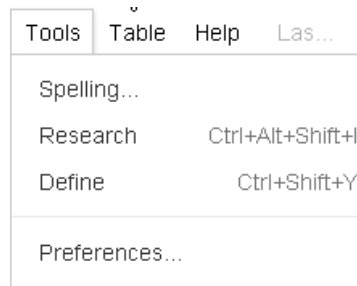 Tools Table Help Las...
Spelling...
Research Ctrl+Alt+Shift+I
Define Ctrl+Shift+Y
Preferences...